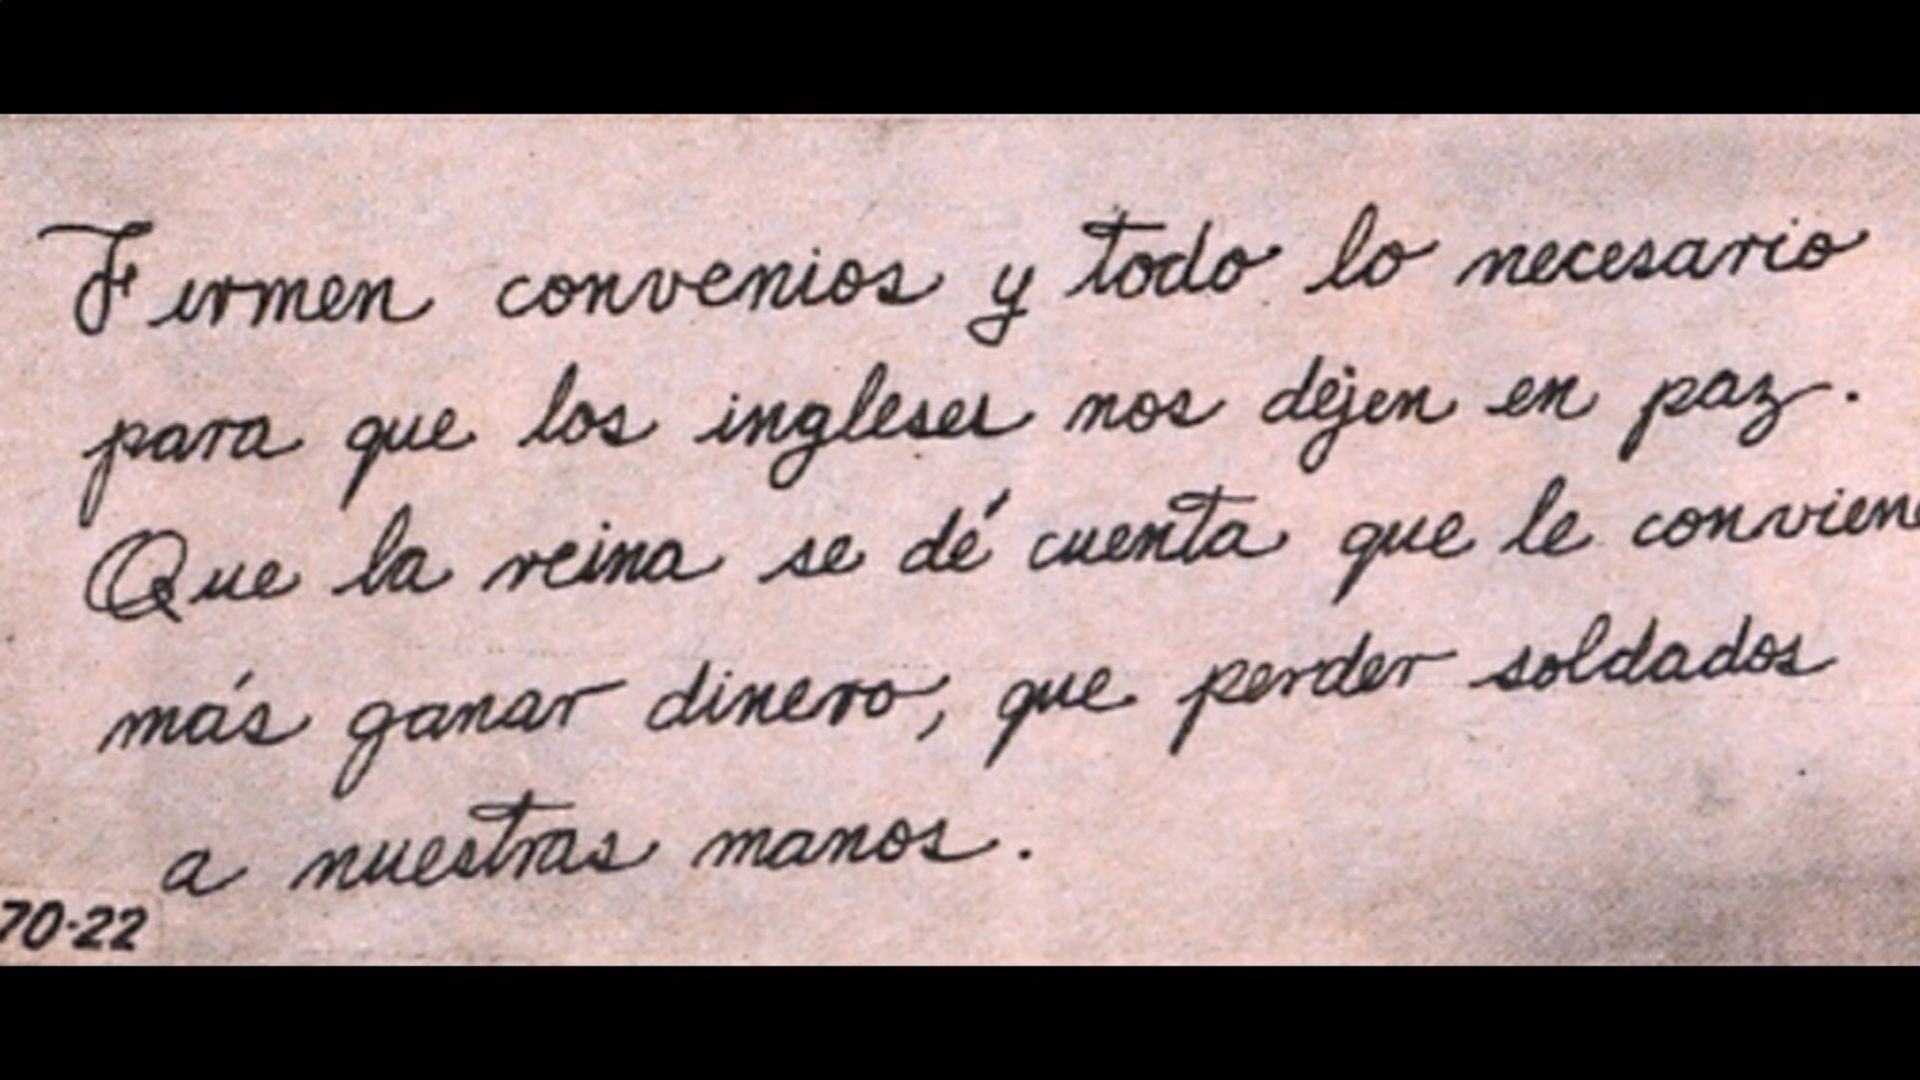 Firmen convenios y todo lo necesario
para que los ingleses nos dejen en paz.
Que la reina se dé cuenta que le convien
más ganar dinero, que perder soldados
a nuestras manos.
70-22